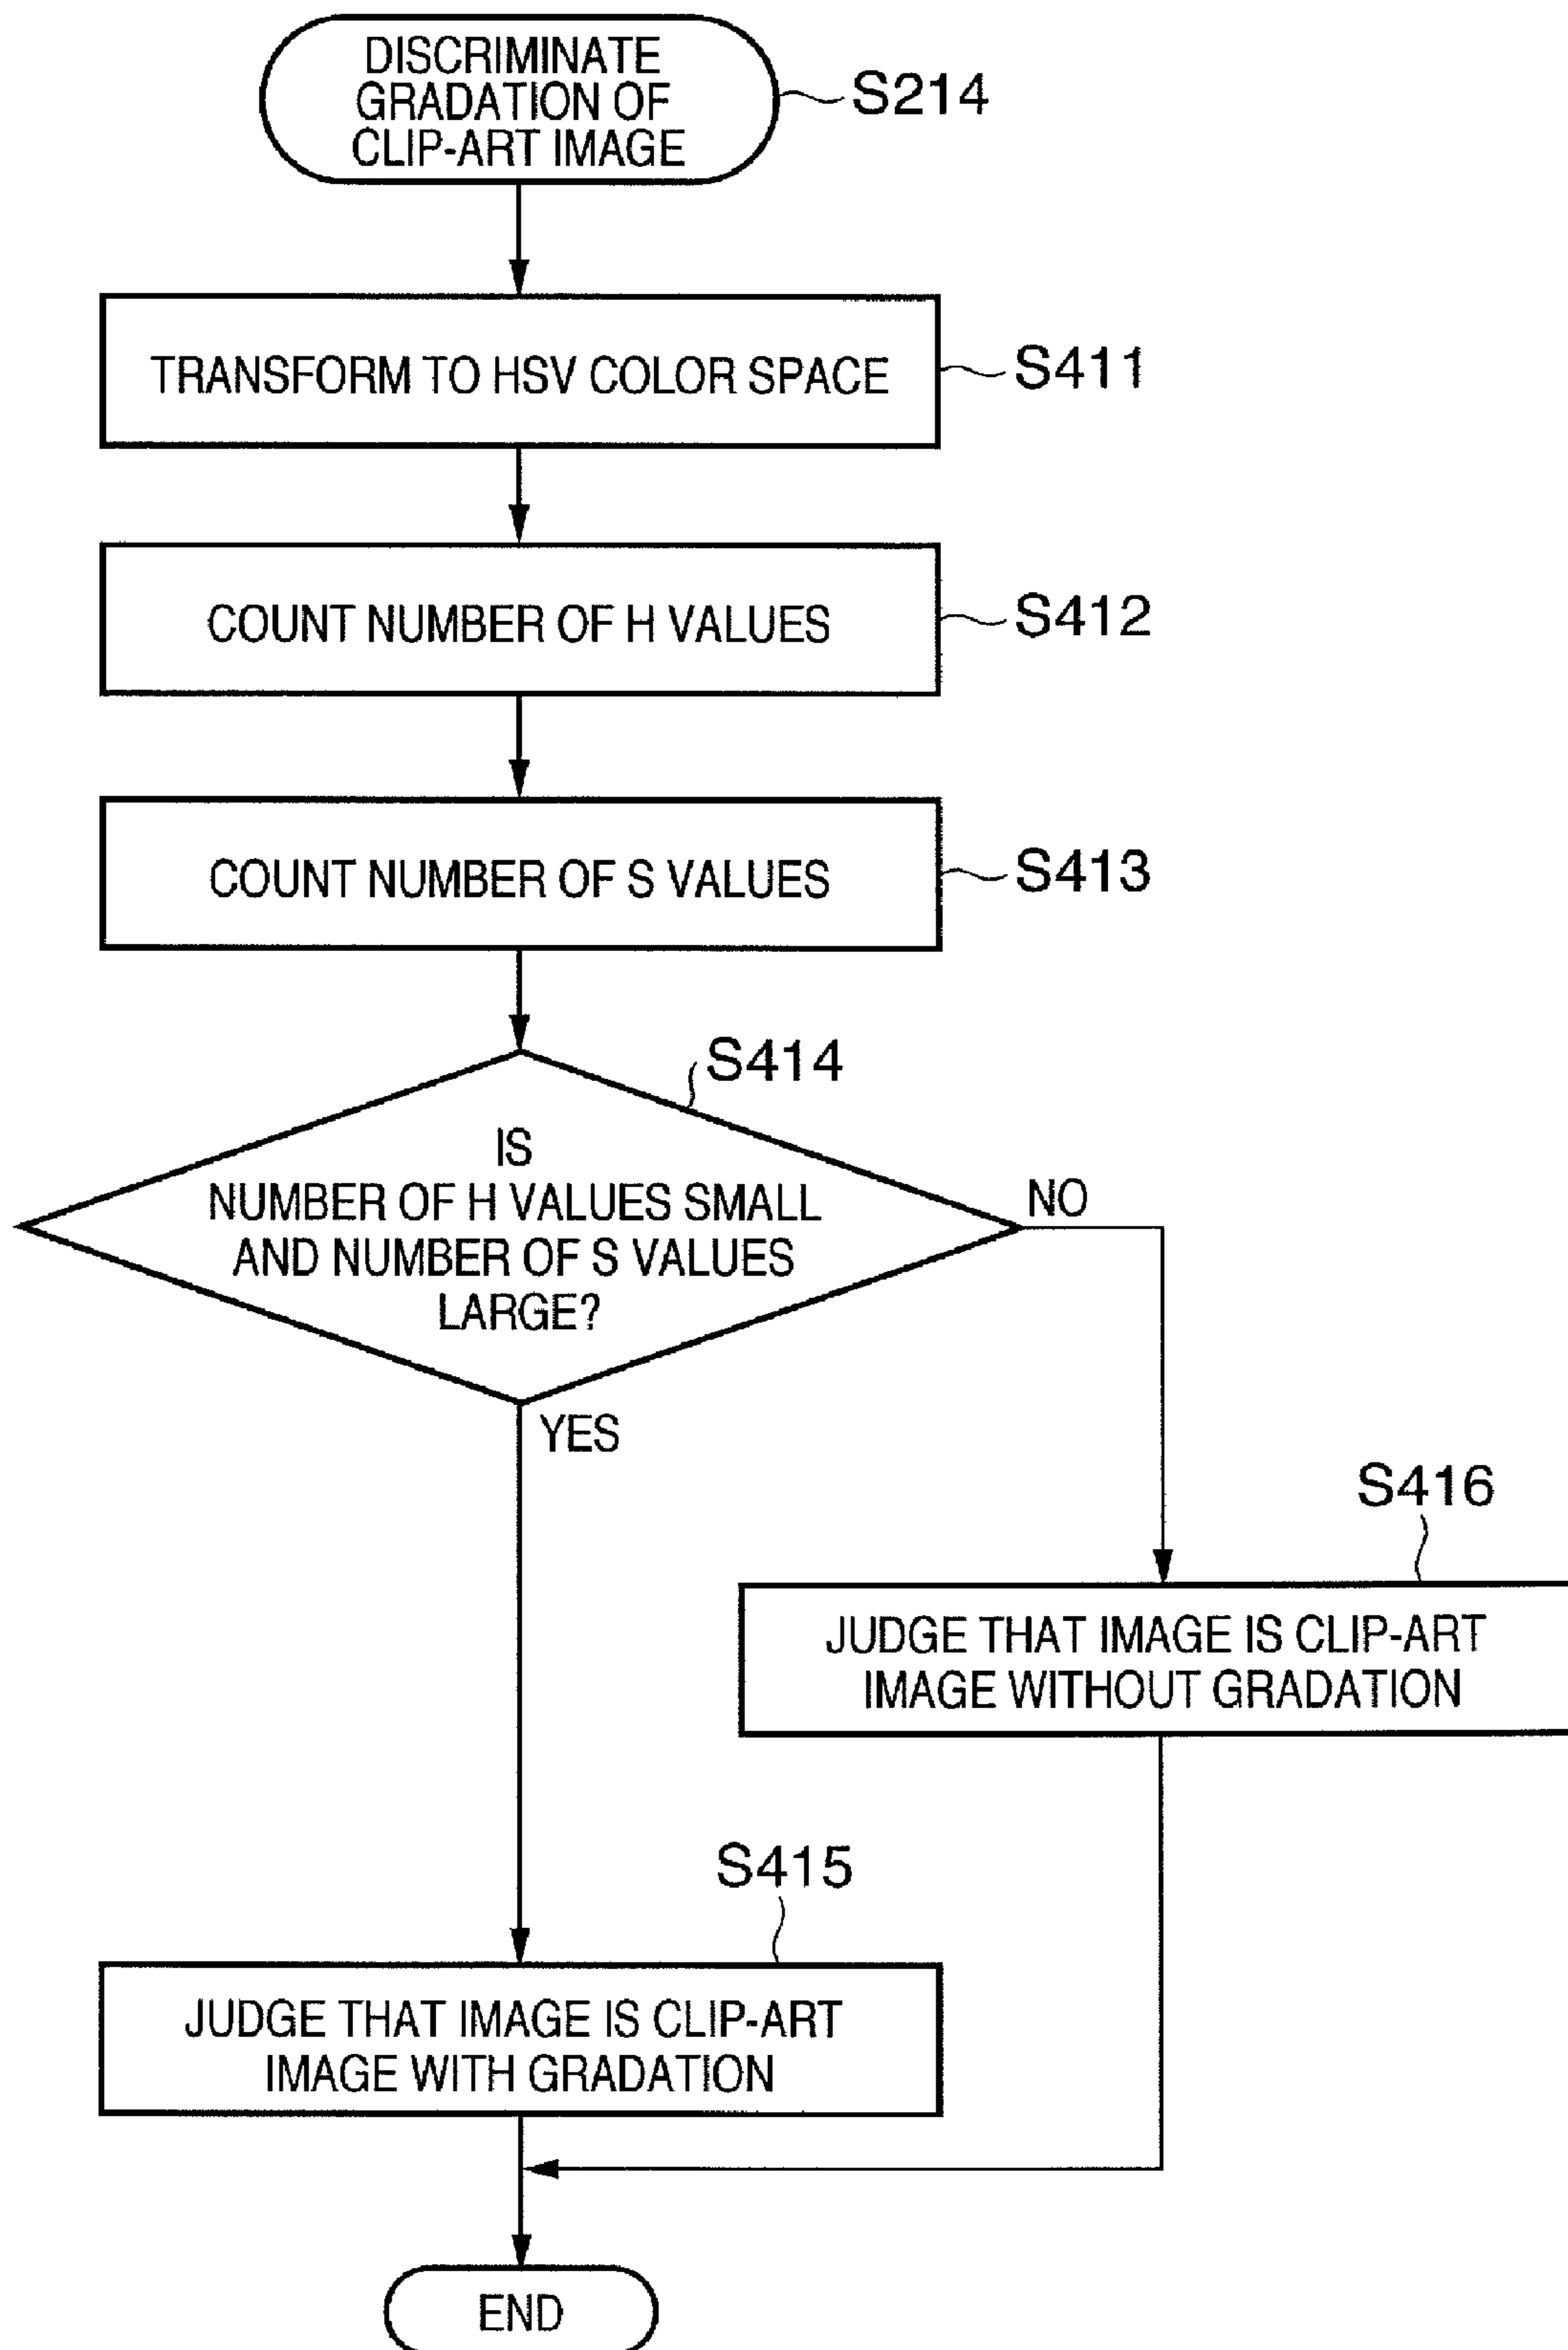 DISCRIMINATE
GRADATION OF
CLIP-ART IMAGE
S214
TRANSFORM TO HSV COLOR SPACE
S411
COUNT NUMBER OF H VALUES
S412
COUNT NUMBER OF S VALUES
S413
S414
IS
NUMBER OF H VALUES SMALL
AND NUMBER OF S VALUES
LARGE?
NO
YES
S416
JUDGE THAT IMAGE IS CLIP-ART
IMAGE WITHOUT GRADATION
S415
JUDGE THAT IMAGE IS CLIP-ART
IMAGE WITH GRADATION
END